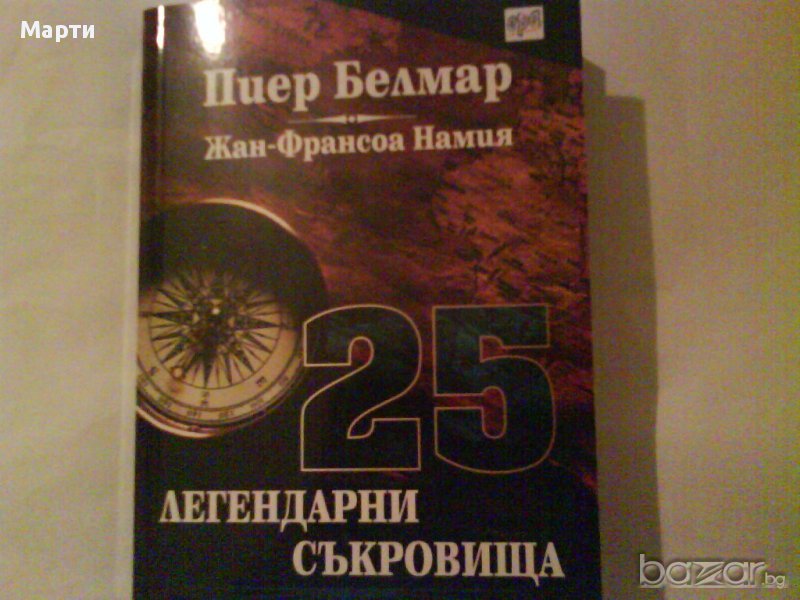 Марти
Пиер Белмар
Жан-Франсоа Намия
25
ЛЕГЕНДАРНИ
СЪКРОВИЩА
bazar.bg